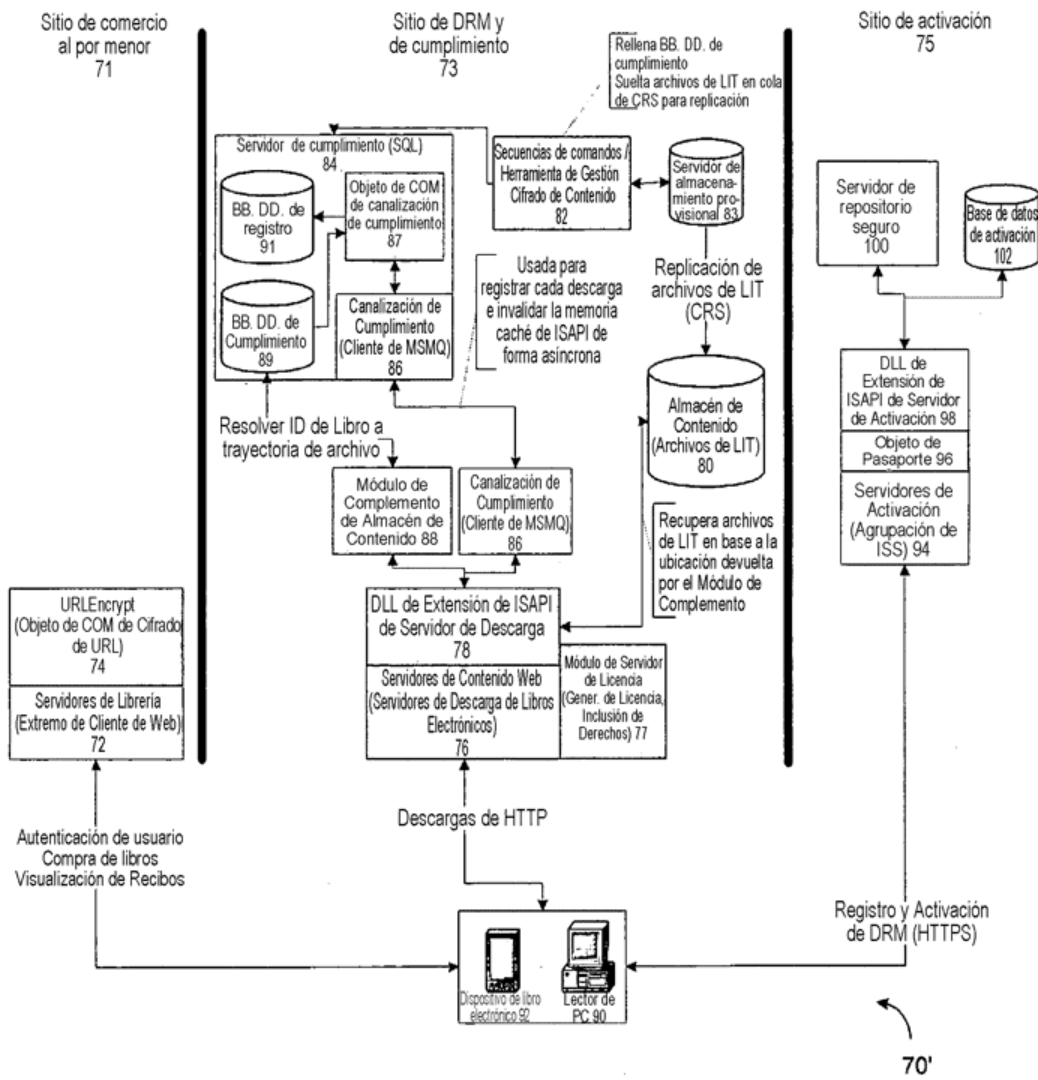 Sitio de comercio
al por menor
71
Sitio de DRM y
de cumplimiento
73
Sitio de activación
75
Rellena BB. DD. de
cumplimiento
Suelta archivos de LIT en cola
de CRS para replicación
Servidor de cumplimiento (SQL)
84
BB. DD. de
registro
91
Objeto de COM
de canalización
de cumplimiento
87
BB. DD. de
Cumplimiento
89
Canalización de
Cumplimiento
(Cliente de MSMQ)
86
Secuencias de comandos /
Herramienta de Gestión
Cifrado de Contenido
82
Servidor de
almacena-
miento pro-
visional 83
Servidor de
repositorio
seguro
100
Base de datos
de activación
102
Usada para
registrar cada descarga
e invalidar la memoria
caché de ISAPI de
forma asíncrona
Replicación de
archivos de LIT
(CRS)
Resolver ID de Libro a
trayectoria de archivo
Almacén de
Contenido
(Archivos de LIT)
80
DLL de
Extensión de
ISAPI de Servidor
de Activación 98
Objeto de
Pasaporte 96
Servidores de
Activación
(Agrupación de
ISS) 94
Módulo de
Complemento
de Almacén de
Contenido 88
Canalización de
Cumplimiento
(Cliente de MSMQ)
86
Recupera archivos
de LIT en base a la
ubicación devuelta
por el Módulo de
Complemento
URLEncrypt
(Objeto de COM de Cifrado
de URL)
74
Servidores de Librería
(Extremo de Cliente de Web)
72
DLL de Extensión de ISAPI
de Servidor de Descarga
78
Servidores de Contenido Web
(Servidores de Descarga de Libros
Electrónicos)
76
Módulo de Servidor
de Licencia
(Gener. de Licencia,
Inclusión de
Derechos) 77
Autenticación de usuario
Compra de libros
Visualización de Recibos
Descargas de HTTP
Registro y Activación
de DRM (HTTPS)
Dispositivo de libro
electrónico 92
Lector de
PC 90
70'